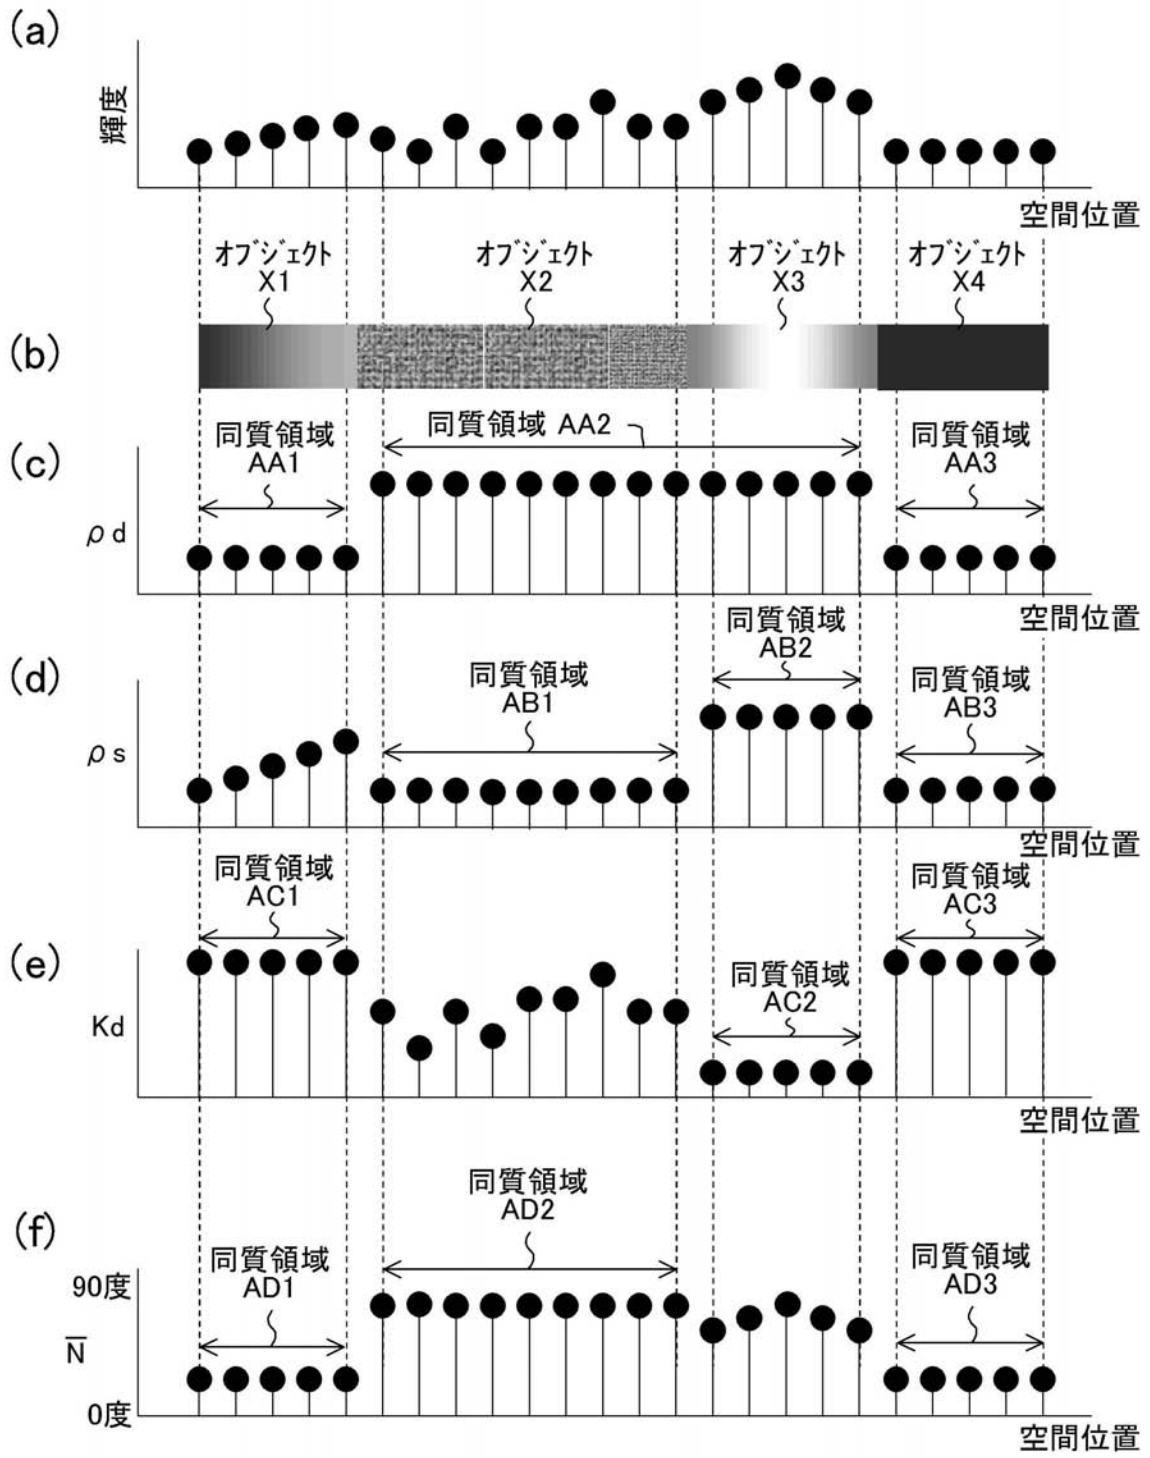 (a)
輝度
空間位置
オブジェクト
X1
オブジェクト
X2
オブジェクト
X3
オブジェクト
X4
(b)
(c)
同質領域
AA1
同質領域 AA2
同質領域
AA3
ρd
空間位置
(d)
同質領域
AB1
同質領域
AB2
同質領域
AB3
ρs
空間位置
(e)
同質領域
AC1
同質領域
AC2
同質領域
AC3
Kd
空間位置
(f)
同質領域
AD1
同質領域
AD2
同質領域
AD3
90度
N̅
0度
空間位置